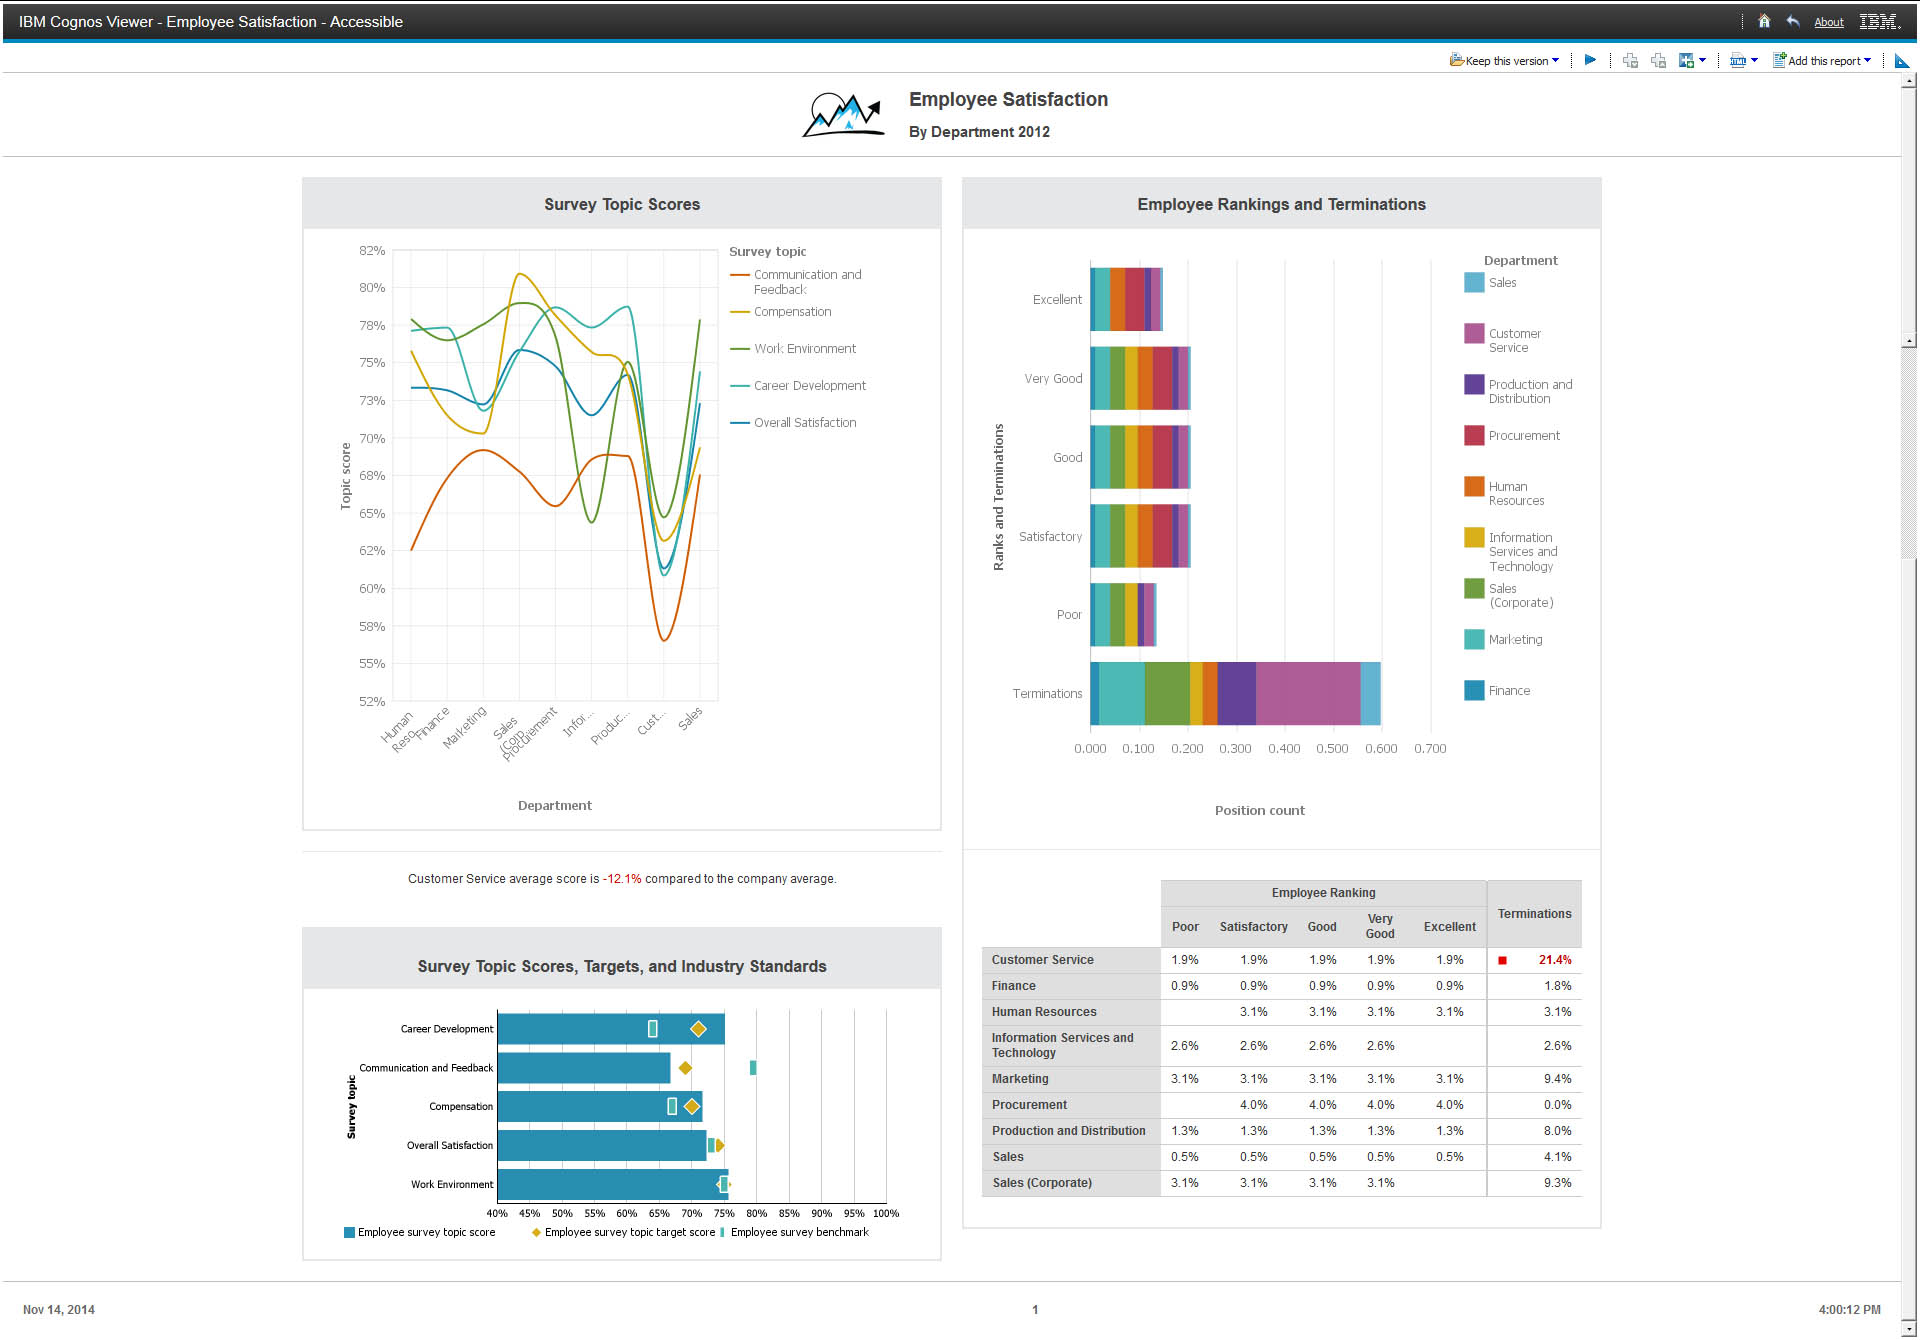 IBM Cognos Viewer - Employee Satisfaction - Accessible
About
IBM.
Keep this version
HTML
Add this report
Employee Satisfaction
By Department 2012
Survey Topic Scores
82%
80%
78%
75%
73%
70%
68%
65%
62%
60%
58%
55%
52%
Topic score
Human
Reso...
Finance
Marketing
Sales
(Corp...
Procurement
Infor...
Produc...
Cust...
Sales
Department
Survey topic
Communication and
Feedback
Compensation
Work Environment
Career Development
Overall Satisfaction
Customer Service average score is -12.1% compared to the company average.
Survey Topic Scores, Targets, and Industry Standards
Survey topic
Career Development
Communication and Feedback
Compensation
Overall Satisfaction
Work Environment
40% 45% 50% 55% 60% 65% 70% 75% 80% 85% 90% 95% 100%
Employee survey topic score Employee survey topic target score Employee survey benchmark
Employee Rankings and Terminations
Ranks and Terminations
Excellent
Very Good
Good
Satisfactory
Poor
Terminations
0.000 0.100 0.200 0.300 0.400 0.500 0.600 0.700
Position count
Department
Sales
Customer
Service
Production and
Distribution
Procurement
Human
Resources
Information
Services and
Technology
Sales
(Corporate)
Marketing
Finance
Employee Ranking
Terminations
Poor Satisfactory Good Very Good Excellent
Customer Service 1.9% 1.9% 1.9% 1.9% 1.9% 21.4%
Finance 0.9% 0.9% 0.9% 0.9% 0.9% 1.8%
Human Resources 3.1% 3.1% 3.1% 3.1% 3.1%
Information Services and
Technology 2.6% 2.6% 2.6% 2.6% 2.6%
Marketing 3.1% 3.1% 3.1% 3.1% 3.1% 9.4%
Procurement 4.0% 4.0% 4.0% 4.0% 0.0%
Production and Distribution 1.3% 1.3% 1.3% 1.3% 1.3% 8.0%
Sales 0.5% 0.5% 0.5% 0.5% 0.5% 4.1%
Sales (Corporate) 3.1% 3.1% 3.1% 3.1% 9.3%
Nov 14, 2014
1
4:00:12 PM